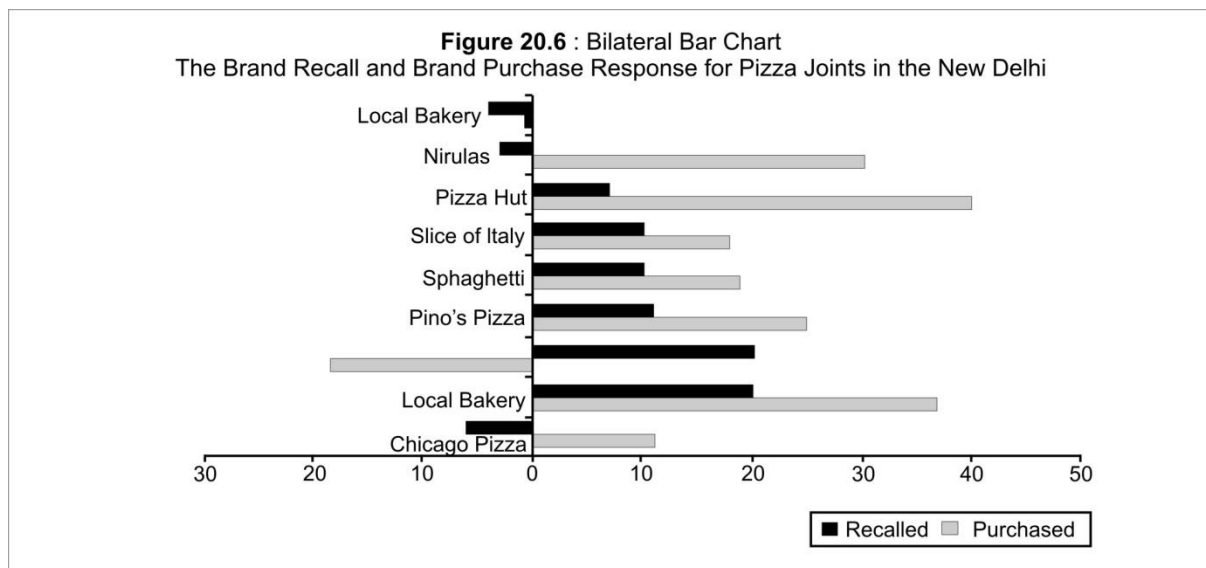 Figure 20.6 : Bilateral Bar Chart
The Brand Recall and Brand Purchase Response for Pizza Joints in the New Delhi
Local Bakery
Nirulas
Pizza Hut
Slice of Italy
Sphaghetti
Pino's Pizza
Local Bakery
Chicago Pizza
30 20 10 0 10 20 30 40 50
Recalled Purchased